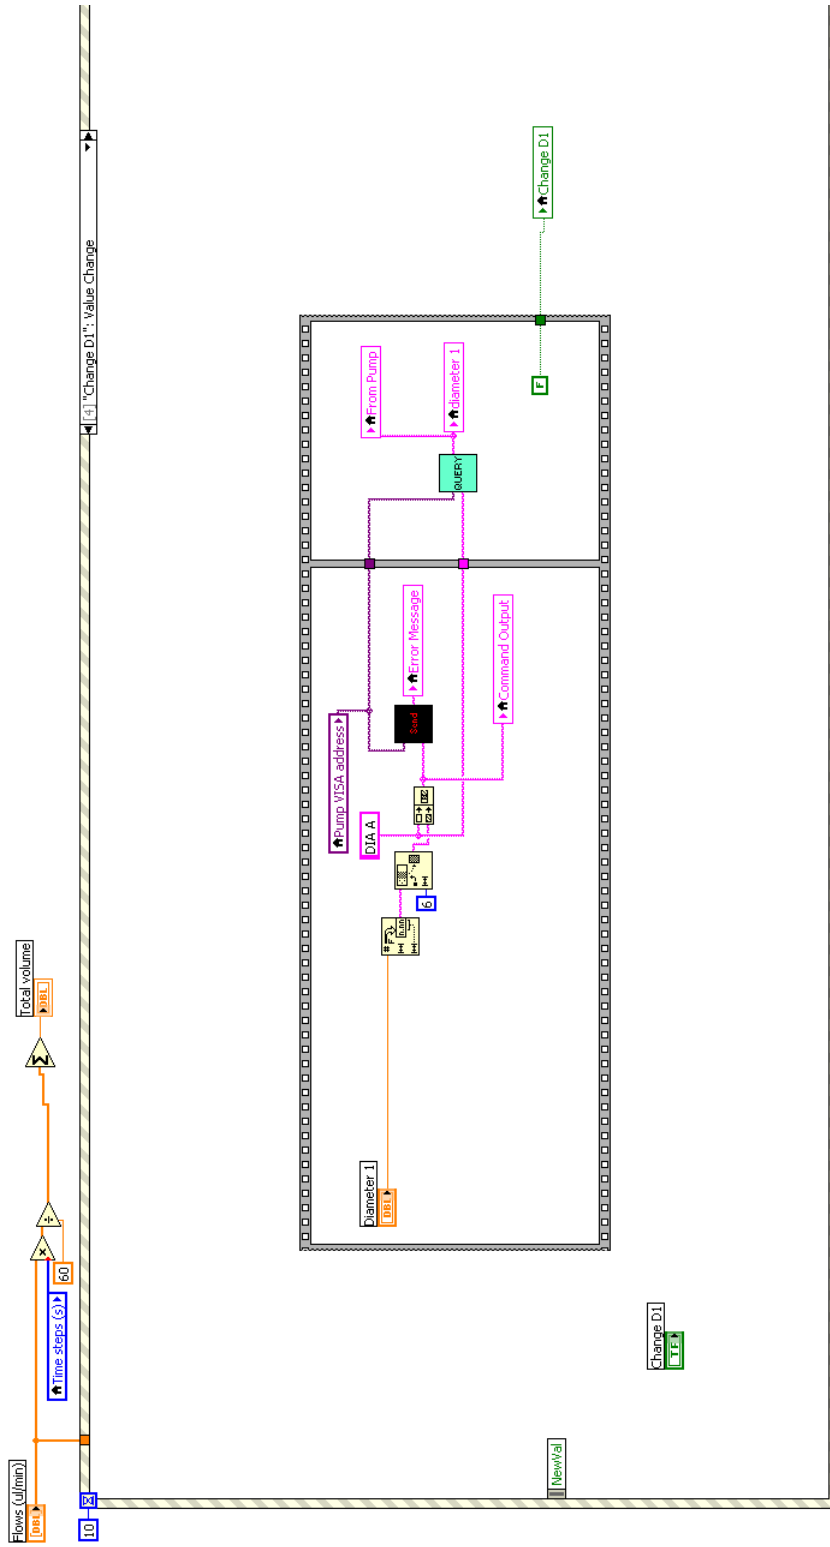 Flows (ul/min)
[DBL]
10
Time steps (s)
60
×
÷
Σ
Total volume
DBL
[4] "Change D1": Value Change
NewVal
Change D1
TF
Diameter 1
DBL
6
DIA A
Pump VISA address
Send
Error Message
Command Output
QUERY
From Pump
diameter 1
F
Change D1